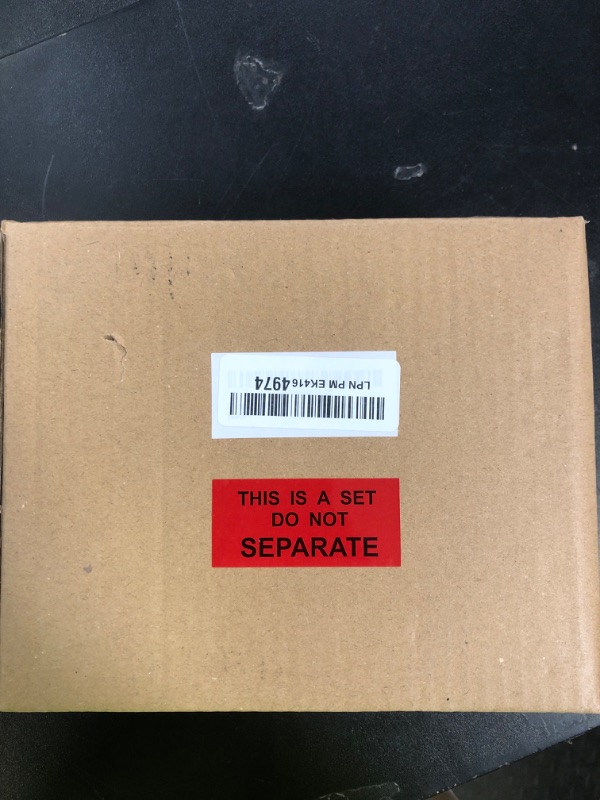 LPN PM EK4164974
THIS IS A SET
DO NOT
SEPARATE